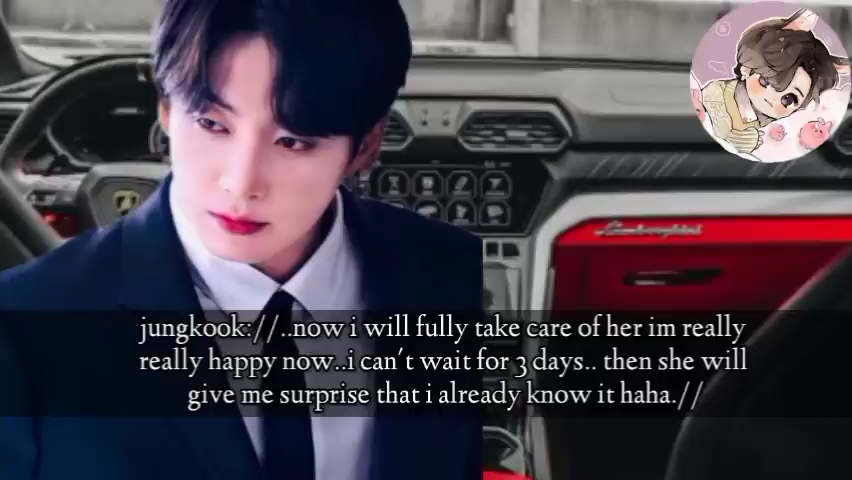 Lamborghini
jungkook://..now i will fully take care of her im really
really happy now..i can't wait for 3 days.. then she will
give me surprise that i already know it haha.//